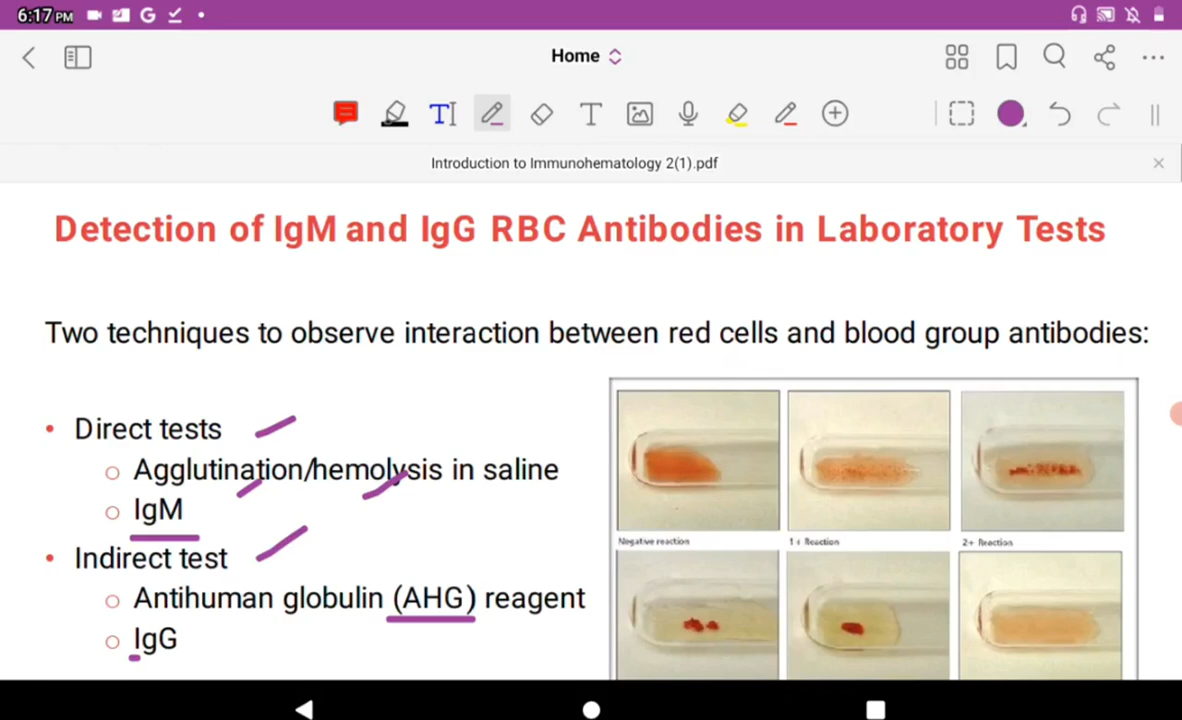 6:17 PM
Home
Introduction to Immunohematology 2(1).pdf
Detection of IgM and IgG RBC Antibodies in Laboratory Tests
Two techniques to observe interaction between red cells and blood group antibodies:
• Direct tests
○ Agglutination/hemolysis in saline
○ IgM
• Indirect test
○ Antihuman globulin (AHG) reagent
○ IgG
Negative reaction 1+ Reaction 2+ Reaction